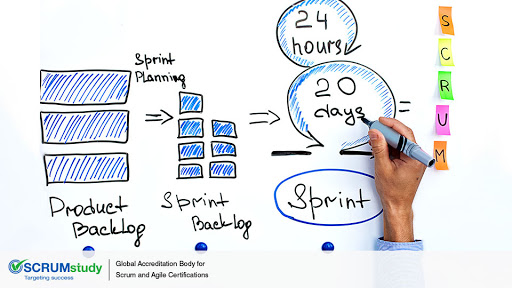 Sprint
Planning
24
hours
20
days
=> 
=>
=
S
C
R
U
M
Product
Backlog
Sprint
Backlog
Sprint
SCRUMstudy
Targeting success
Global Accreditation Body for
Scrum and Agile Certifications